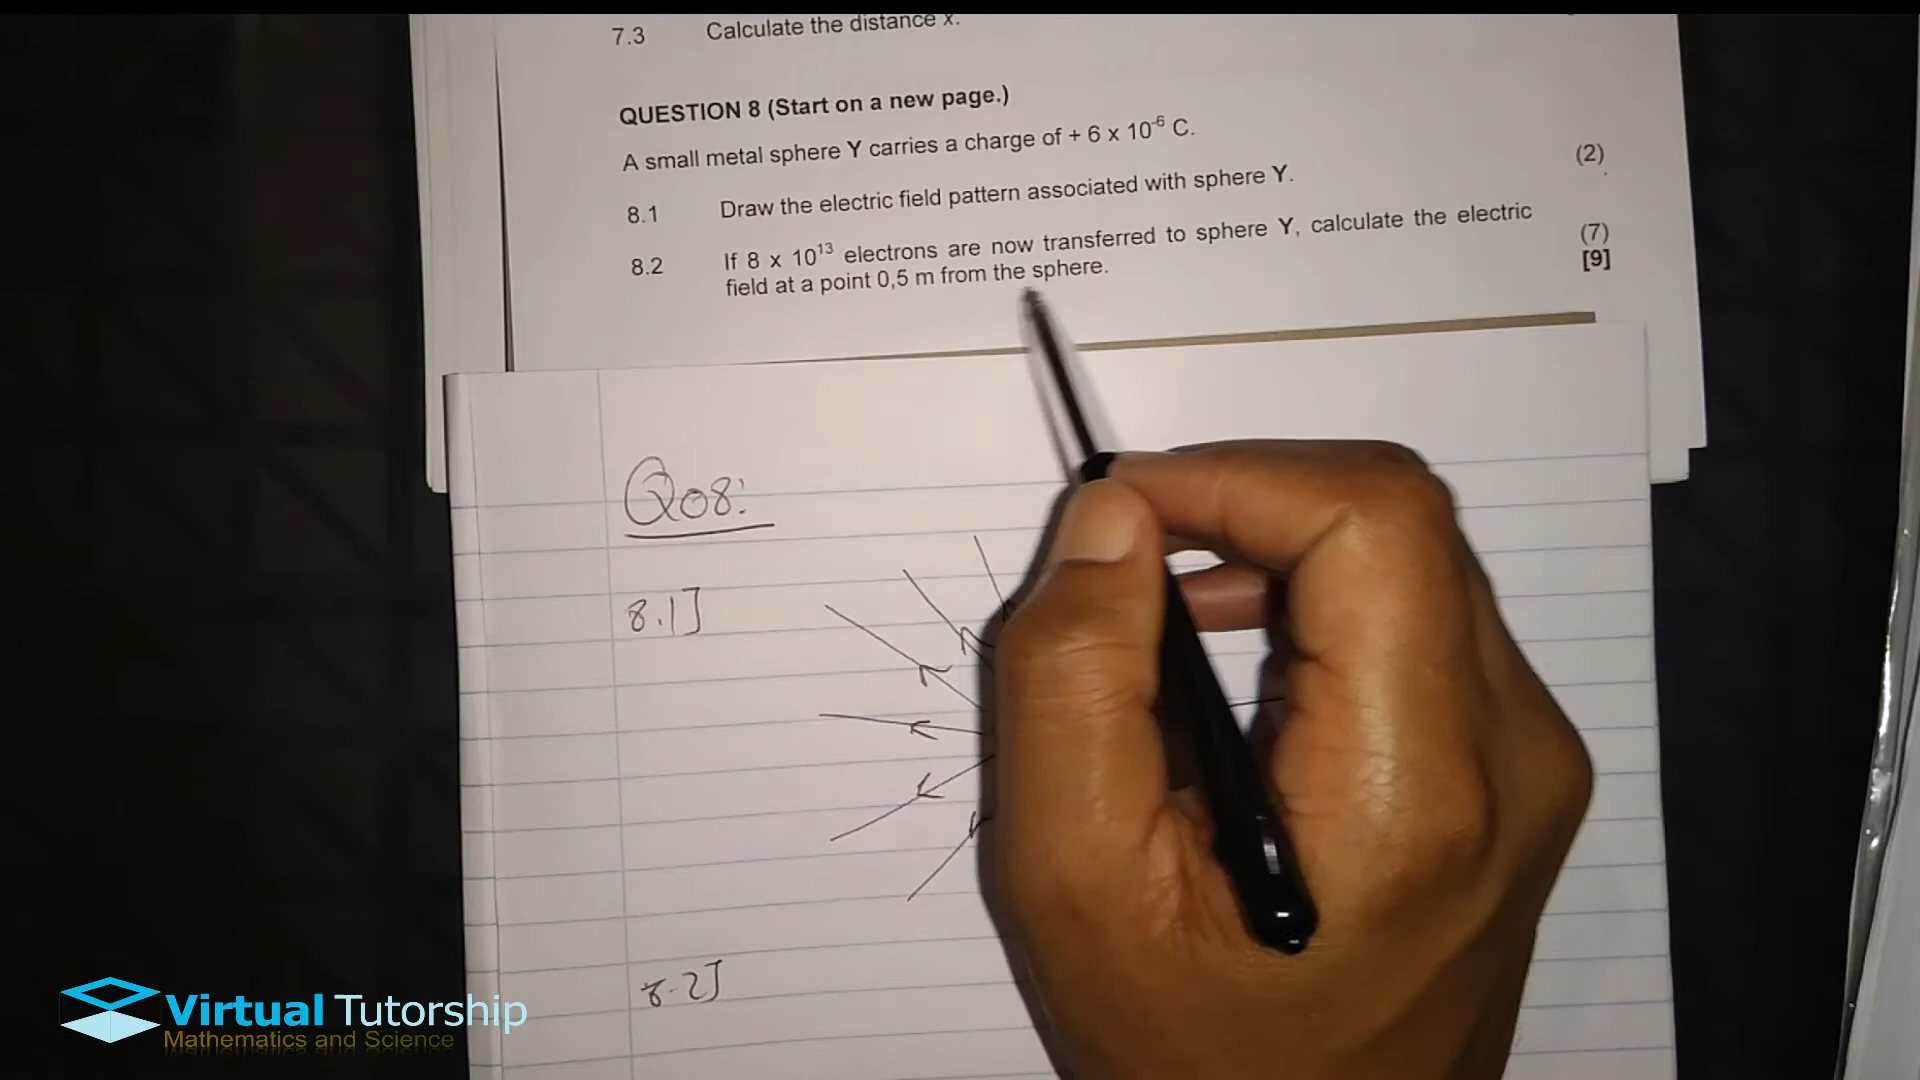 7.3 Calculate the distance x.
QUESTION 8 (Start on a new page.)
A small metal sphere Y carries a charge of + 6 x 10⁻⁶ C.
8.1 Draw the electric field pattern associated with sphere Y. (2)
8.2 If 8 x 10¹³ electrons are now transferred to sphere Y, calculate the electric
field at a point 0,5 m from the sphere. (7)
[9]
Q08:
8.1]
8.2]
Virtual Tutorship
Mathematics and Science